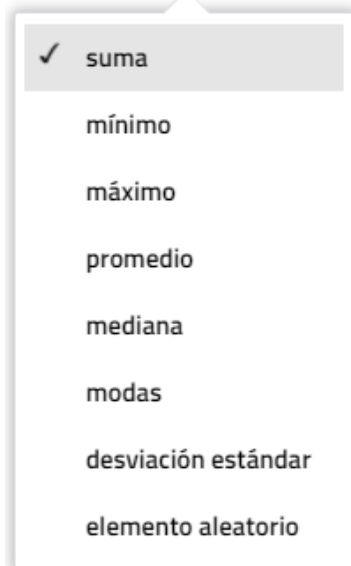 suma
mínimo
máximo
promedio
mediana
modas
desviación estándar
elemento aleatorio